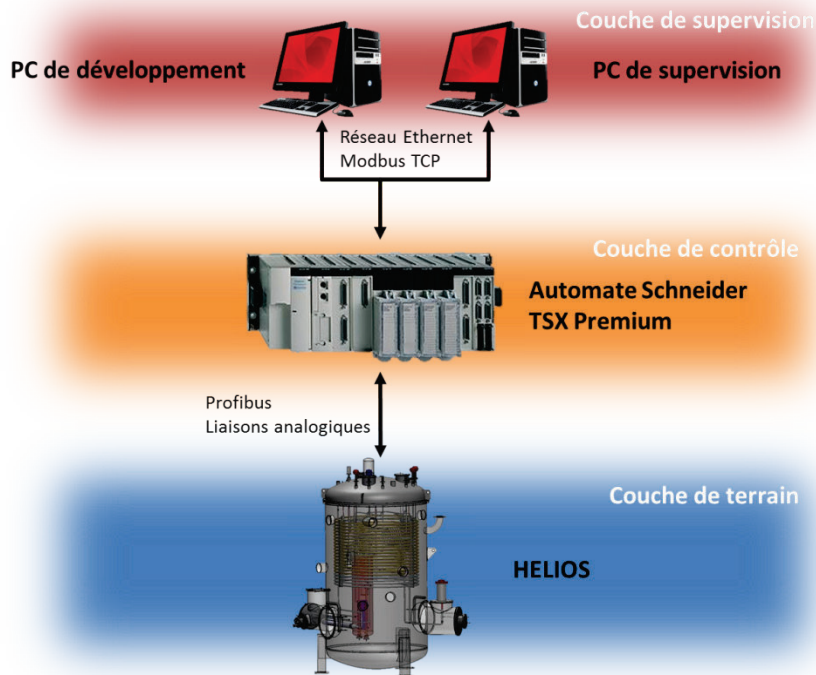 Couche de supervision
PC de développement
PC de supervision
Réseau Ethernet
Modbus TCP
Couche de contrôle
Automate Schneider
TSX Premium
Profibus
Liaisons analogiques
Couche de terrain
HELIOS